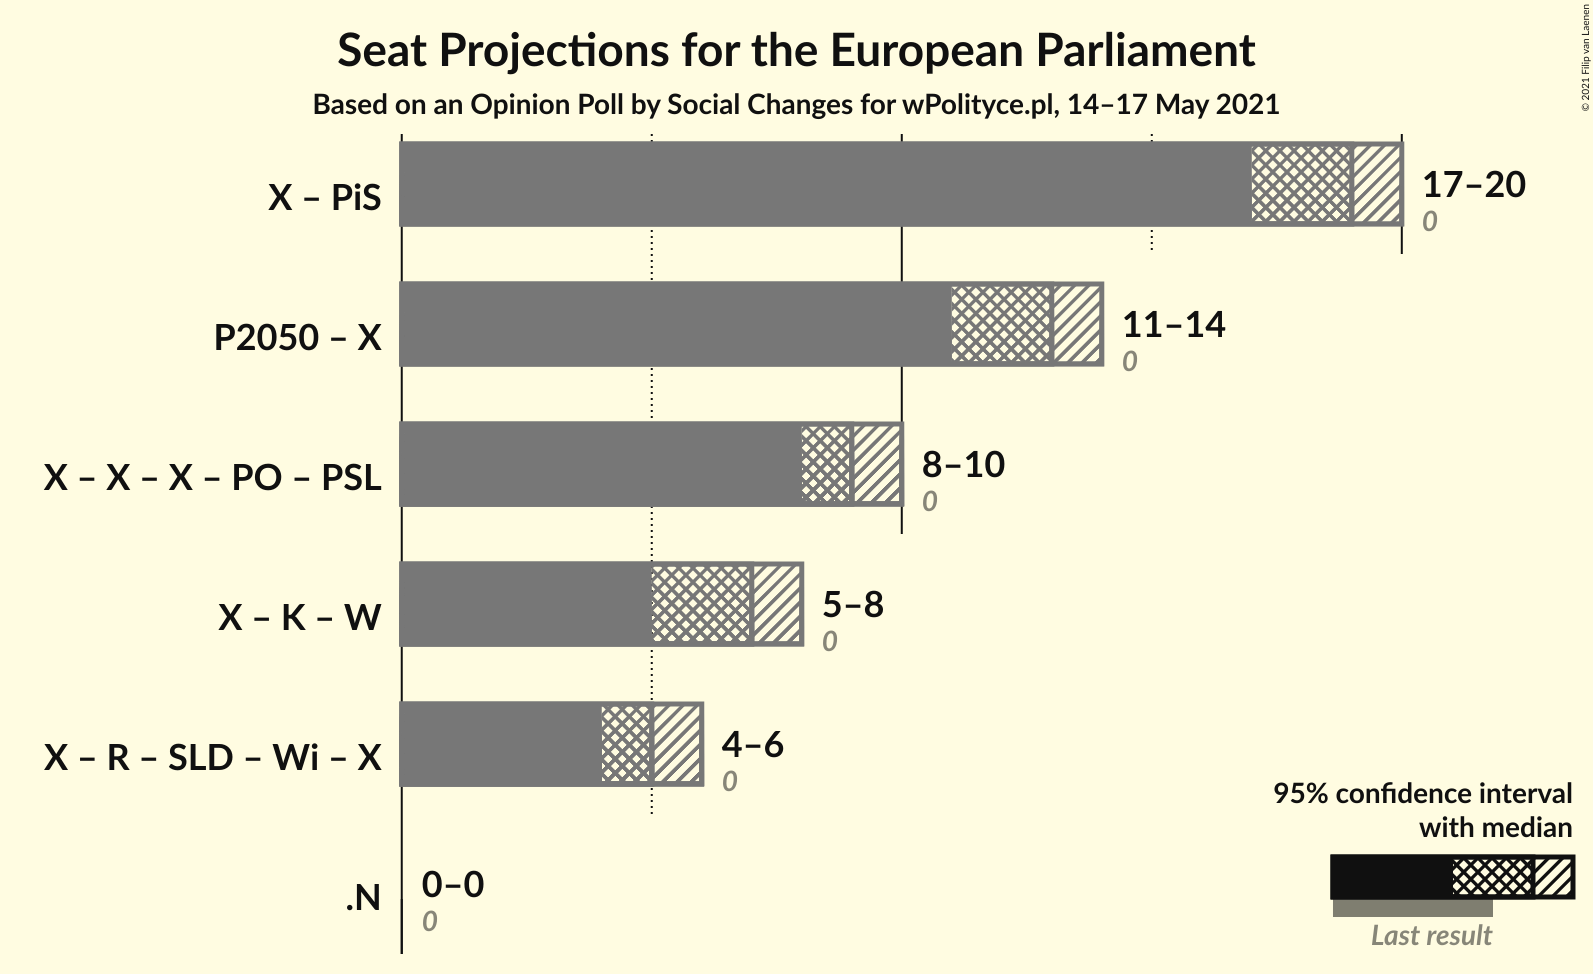 Seat Projections for the European Parliament
Based on an Opinion Poll by Social Changes for wPolityce.pl, 14–17 May 2021
© 2021 Filip van Laenen
X – PiS
17–20
0
P2050 – X
11–14
0
X – X – X – PO – PSL
8–10
0
X – K – W
5–8
0
X – R – SLD – Wi – X
4–6
0
.N
0–0
0
95% confidence interval
with median
Last result